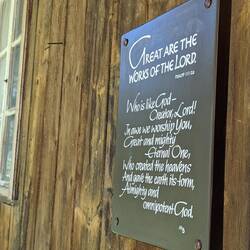 GREAT ARE THE
WORKS OF THE LORD.
Who is like God—
Creator, Lord!
In awe we worship You,
Great and mighty
Eternal One,
Who created the heavens
And gave the earth its form,
Almighty and
omnipotent God.